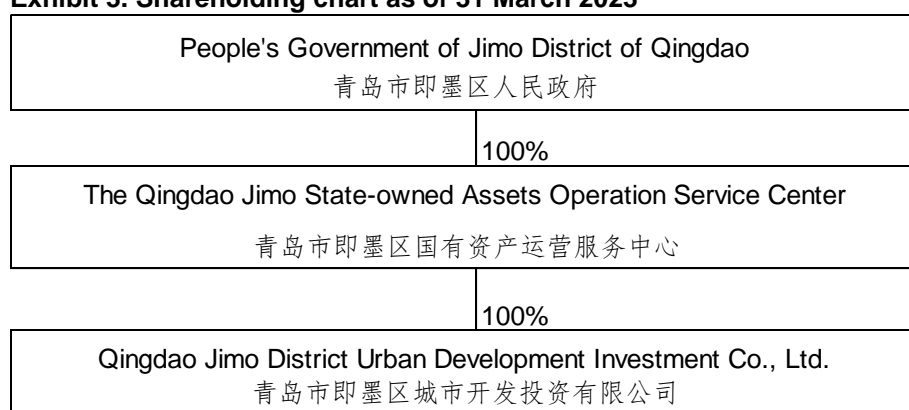 Exhibit Shareholding chart as of 31 March
People's Government of Jimo District of Qingdao
青岛市即墨区人民政府
100%
The Qingdao Jimo State-owned Assets Operation Service Center
青岛市即墨区国有资产运营服务中心
100%
Qingdao Jimo District Urban Development Investment Co., Ltd.
青岛市即墨区城市开发投资有限公司